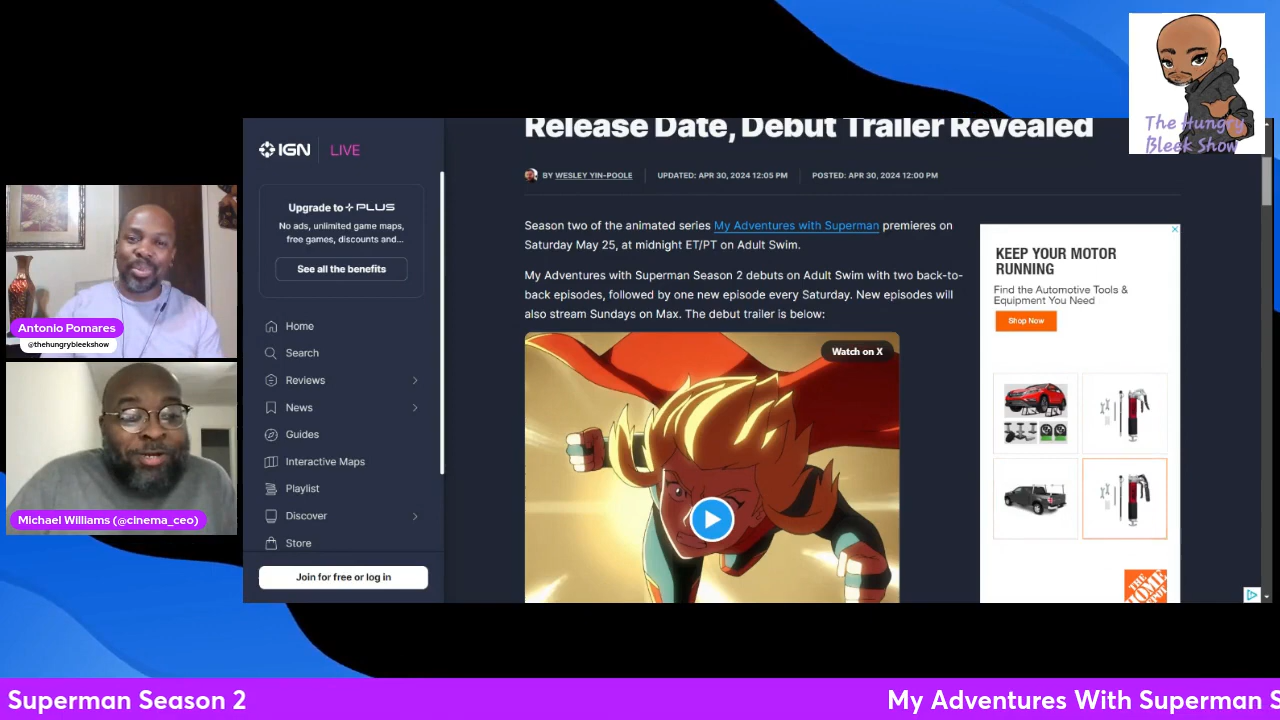 The Hungry
Bleek Show
Release Date, Debut Trailer Revealed
IGN LIVE
BY WESLEY YIN-POOLE UPDATED: APR 30, 2024 12:05 PM POSTED: APR 30, 2024 12:00 PM
Upgrade to PLUS
No ads, unlimited game maps,
free games, discounts and...
See all the benefits
Home
Search
Reviews
News
Guides
Interactive Maps
Playlist
Discover
Store
Join for free or log in
Season two of the animated series My Adventures with Superman premieres on
Saturday May 25, at midnight ET/PT on Adult Swim.
My Adventures with Superman Season 2 debuts on Adult Swim with two back-to-
back episodes, followed by one new episode every Saturday. New episodes will
also stream Sundays on Max. The debut trailer is below:
Watch on X
KEEP YOUR MOTOR
RUNNING
Find the Automotive Tools &
Equipment You Need
Shop Now
THE
HOME
DEPOT
Antonio Pomares
@thehungrybleekshow
Michael Williams (@cinema_ceo)
Superman Season 2
My Adventures With Superman S